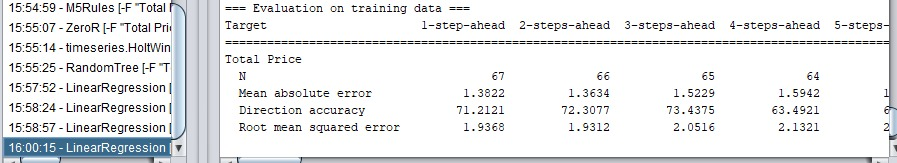 15:54:59 - M5Rules [-F "Total
15:55:07 - ZeroR [-F "Total Pri
15:55:14 - timeseries.HoltWin
15:55:25 - RandomTree [-F "T
15:57:52 - LinearRegression [
15:58:24 - LinearRegression [
15:58:57 - LinearRegression [
16:00:15 - LinearRegression [
=== Evaluation on training data ===
Target 1-step-ahead 2-steps-ahead 3-steps-ahead 4-steps-ahead 5-steps-
Total Price
N 67 66 65 64
Mean absolute error 1.3822 1.3634 1.5229 1.5942 1
Direction accuracy 71.2121 72.3077 73.4375 63.4921 6
Root mean squared error 1.9368 1.9312 2.0516 2.1321 2